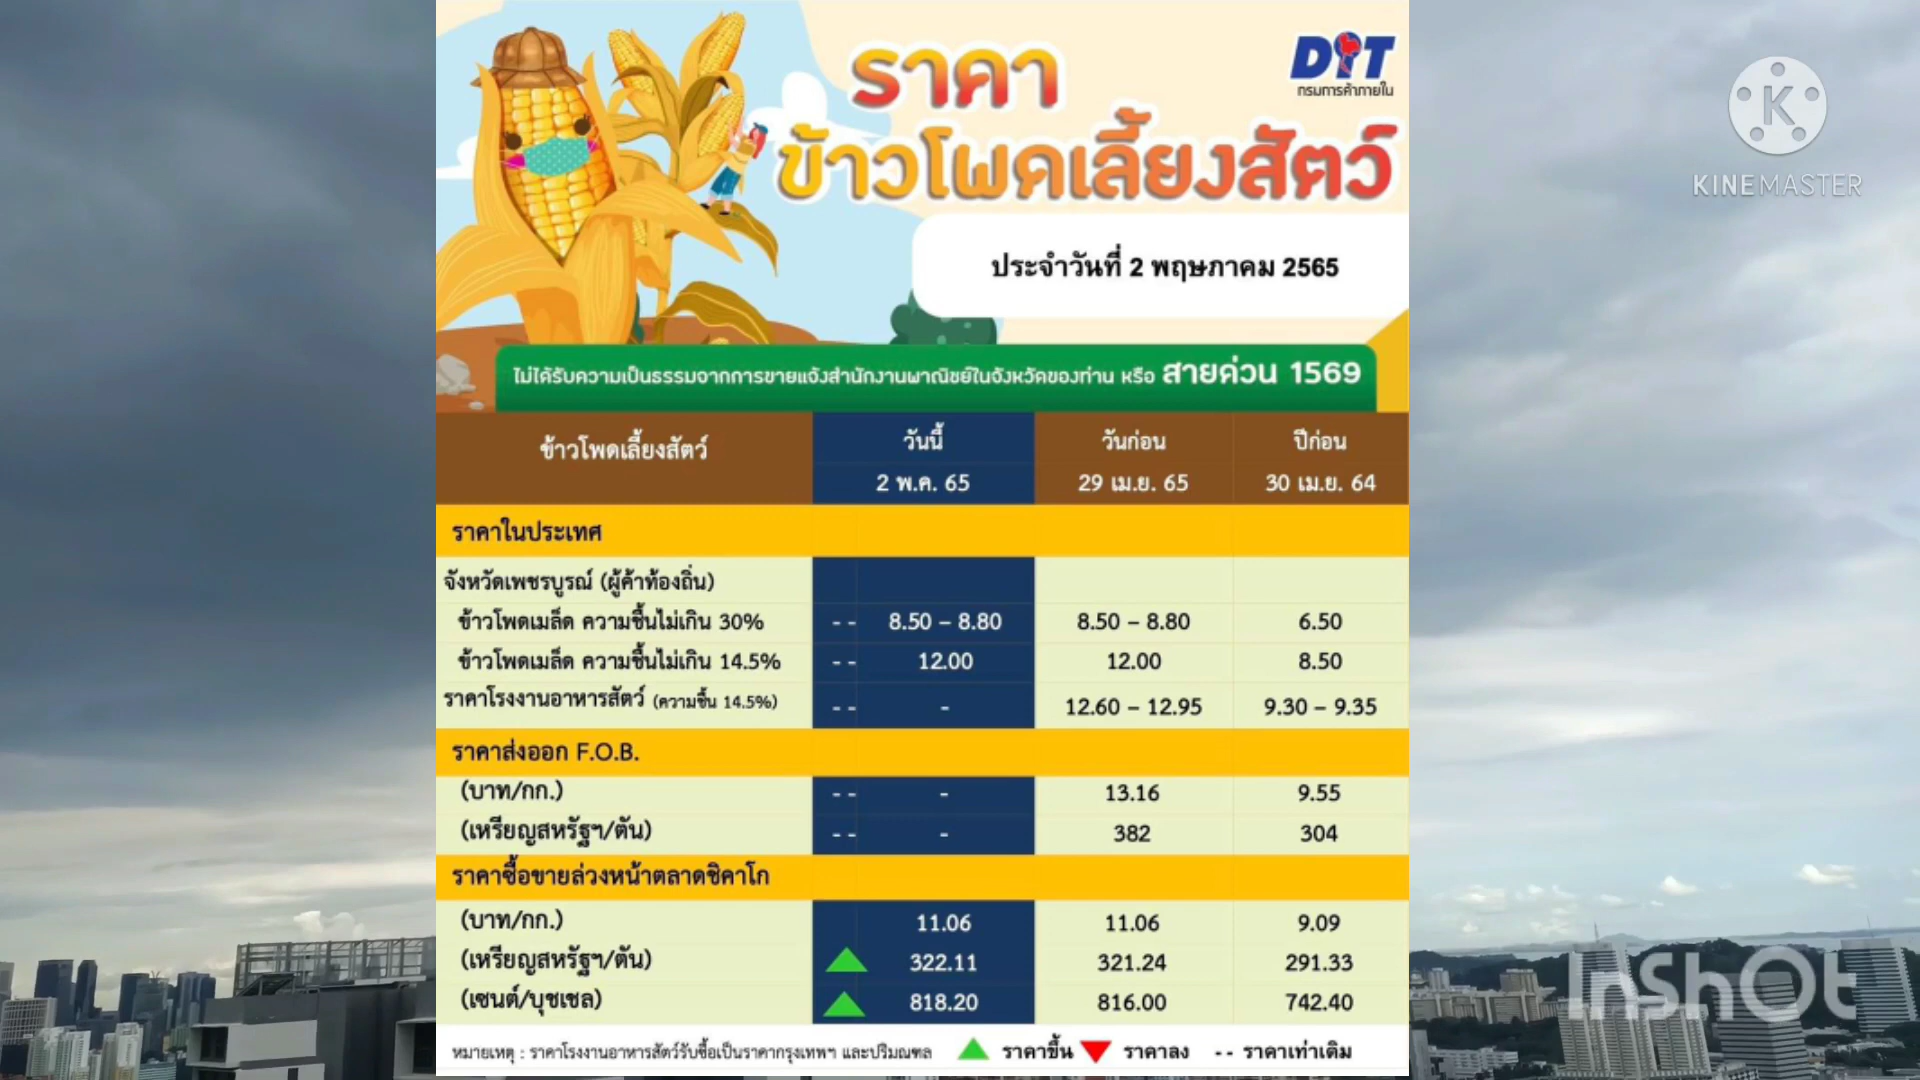 ราคา
ข้าวโพดเลี้ยงสัตว์
DIT
กรมการค้าภายใน
K
KINEMASTER
ประจำวันที่ 2 พฤษภาคม 2565
ไม่ได้รับความเป็นธรรมจากการขายแจ้งสำนักงานพาณิชย์ในจังหวัดของท่าน หรือ สายด่วน 1569
ข้าวโพดเลี้ยงสัตว์ วันนี้ วันก่อน ปีก่อน
2 พ.ค. 65 29 เม.ย. 65 30 เม.ย. 64
ราคาในประเทศ
จังหวัดเพชรบูรณ์ (ผู้ค้าท้องถิ่น)
ข้าวโพดเมล็ด ความชื้นไม่เกิน 30% - - 8.50 – 8.80 8.50 – 8.80 6.50
ข้าวโพดเมล็ด ความชื้นไม่เกิน 14.5% - - 12.00 12.00 8.50
ราคาโรงงานอาหารสัตว์ (ความชื้น 14.5%) - - - 12.60 – 12.95 9.30 – 9.35
ราคาส่งออก F.O.B.
(บาท/กก.) - - - 13.16 9.55
(เหรียญสหรัฐฯ/ตัน) - - - 382 304
ราคาซื้อขายล่วงหน้าตลาดชิคาโก
(บาท/กก.) 11.06 11.06 9.09
(เหรียญสหรัฐฯ/ตัน) 322.11 321.24 291.33
(เซนต์/บุชเชล) 818.20 816.00 742.40
หมายเหตุ : ราคาโรงงานอาหารสัตว์รับซื้อเป็นราคากรุงเทพฯ และปริมณฑล ราคาขึ้น ราคาลง - - ราคาเท่าเดิม
InShOt